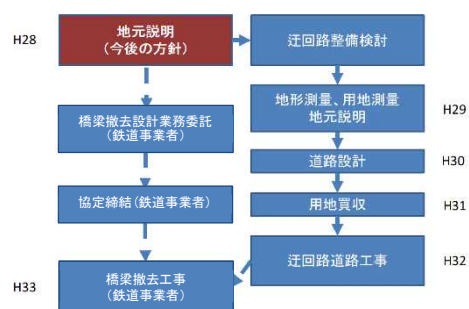 H28
地元説明
（今後の方針）
迂回路整備検討
地形測量、用地測量
地元説明
H29
橋梁撤去設計業務委託
（鉄道事業者）
道路設計
H30
協定締結（鉄道事業者）
用地買収
H31
迂回路道路工事
H32
H33
橋梁撤去工事
（鉄道事業者）